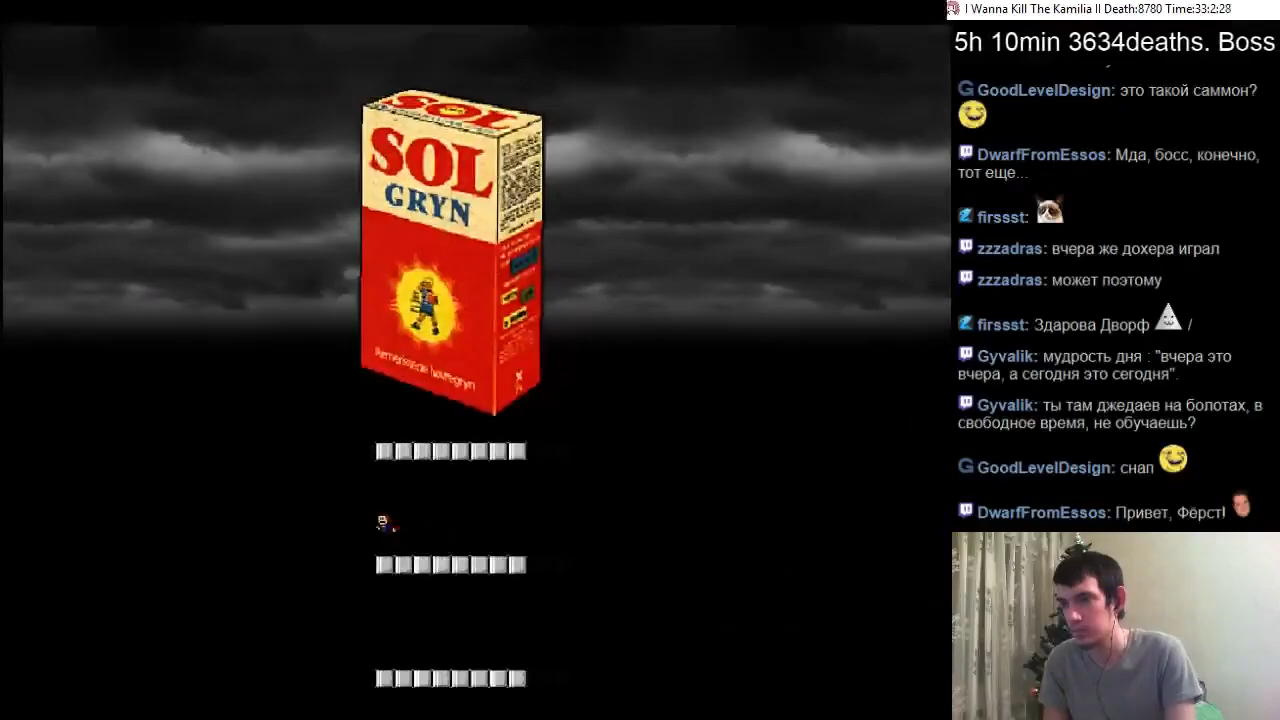 I Wanna Kill The Kamilia II Death:8780 Time:33:2:28
5h 10min 3634deaths. Boss
GoodLevelDesign: это такой саммон?
DwarfFromEssos: Мда, босс, конечно,
тот еще...
firssst:
zzzadras: вчера же дохера играл
zzzadras: может поэтому
firssst: Здарова Дворф /
Gyvalik: мудрость дня : "вчера это
вчера, а сегодня это сегодня".
Gyvalik: ты там джедаев на болотах, в
свободное время, не обучаешь?
GoodLevelDesign: снап
DwarfFromEssos: Привет, Фёрст!
SOL
SOL
GRYN